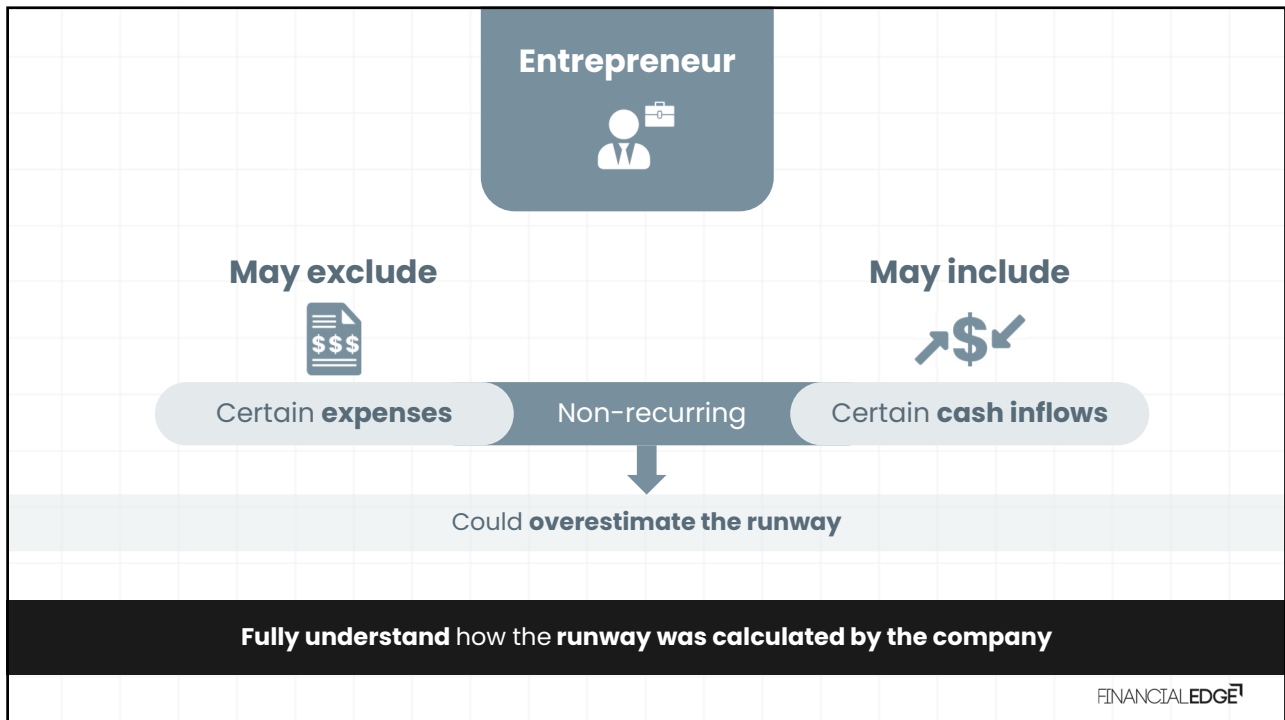 Entrepreneur
May exclude
May include
$$$
$
Certain expenses
Non-recurring
Certain cash inflows
Could overestimate the runway
Fully understand how the runway was calculated by the company
FINANCIALEDGE